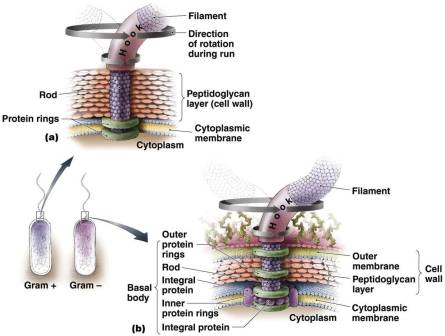 Filament
Hook
Direction
of rotation
during run
Rod
Peptidoglycan
layer (cell wall)
Protein rings
(a)
Cytoplasmic
membrane
Cytoplasm
Gram +
Gram −
Filament
Hook
Outer
protein
rings
Rod
Integral
protein
Inner
protein rings
Integral protein
Basal
body
Outer
membrane
Peptidoglycan
layer
Cell
wall
Cytoplasmic
membrane
Cytoplasm
(b)